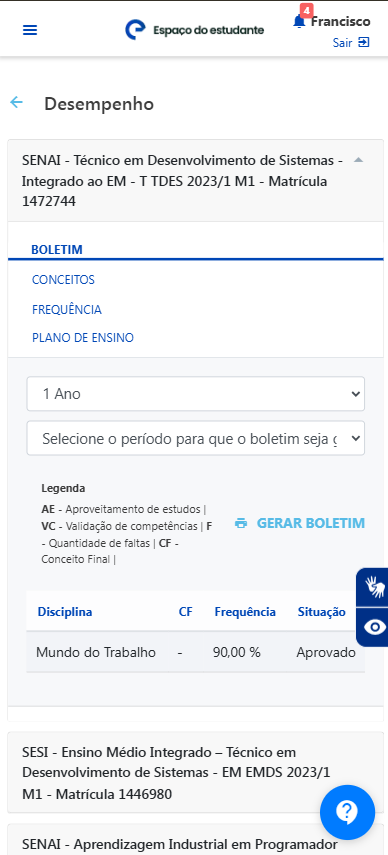 4
Francisco
Espaço do estudante
Sair
Desempenho
SENAI - Técnico em Desenvolvimento de Sistemas -
Integrado ao EM - T TDES 2023/1 M1 - Matrícula
1472744
BOLETIM
CONCEITOS
FREQUÊNCIA
PLANO DE ENSINO
1 Ano
Selecione o período para que o boletim seja g
Legenda
AE - Aproveitamento de estudos |
VC - Validação de competências | F
- Quantidade de faltas | CF -
Conceito Final |
GERAR BOLETIM
Disciplina CF Frequência Situação
Mundo do Trabalho - 90,00 % Aprovado
SESI - Ensino Médio Integrado – Técnico em
Desenvolvimento de Sistemas - EM EMDS 2023/1
M1 - Matrícula 1446980
SENAI - Aprendizagem Industrial em Programador